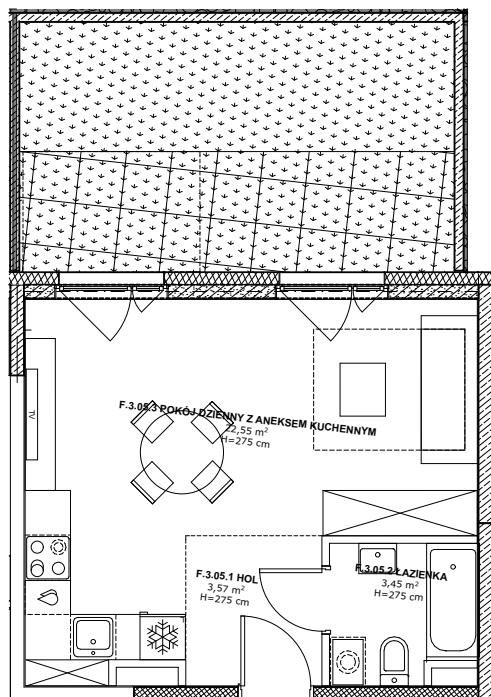 F.3.05.3 POKÓJ DZIENNY Z ANEKSEM KUCHENNYM
22,55 m²
H=275 cm
TV
F.3.05.1 HOL
3,57 m²
H=275 cm
F.3.05.2 ŁAZIENKA
3,45 m²
H=275 cm